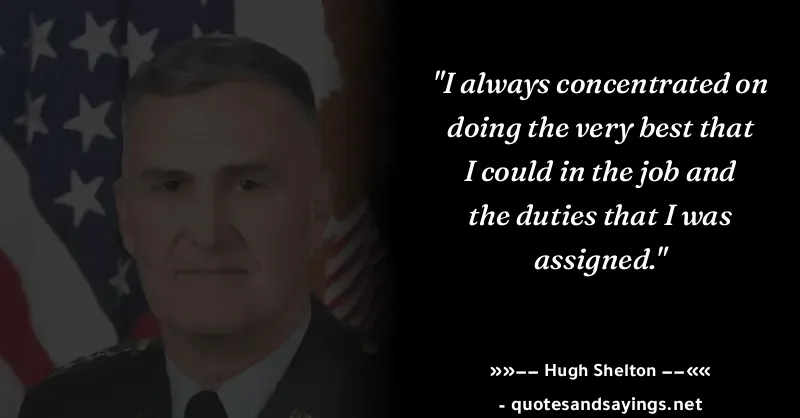 "I always concentrated on
doing the very best that
I could in the job and
the duties that I was
assigned."
»»−− Hugh Shelton −−««
- quotesandsayings.net